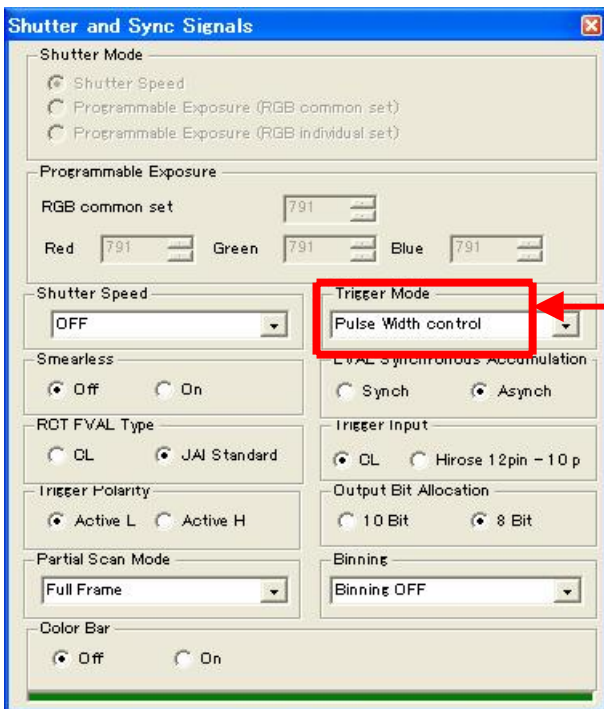 Shutter and Sync Signals
Shutter Mode
Shutter Speed
Programmable Exposure (RGB common set)
Programmable Exposure (RGB individual set)
Programmable Exposure
RGB common set 791
Red 791 Green 791 Blue 791
Shutter Speed Trigger Mode
OFF Pulse Width control
Smearless LVAL Synchronous Accumulation
Off On Synch Asynch
RCT FVAL Type Trigger Input
CL JAI Standard CL Hirose 12pin - 10 p
Trigger Polarity Output Bit Allocation
Active L Active H 10 Bit 8 Bit
Partial Scan Mode Binning
Full Frame Binning OFF
Color Bar
Off On